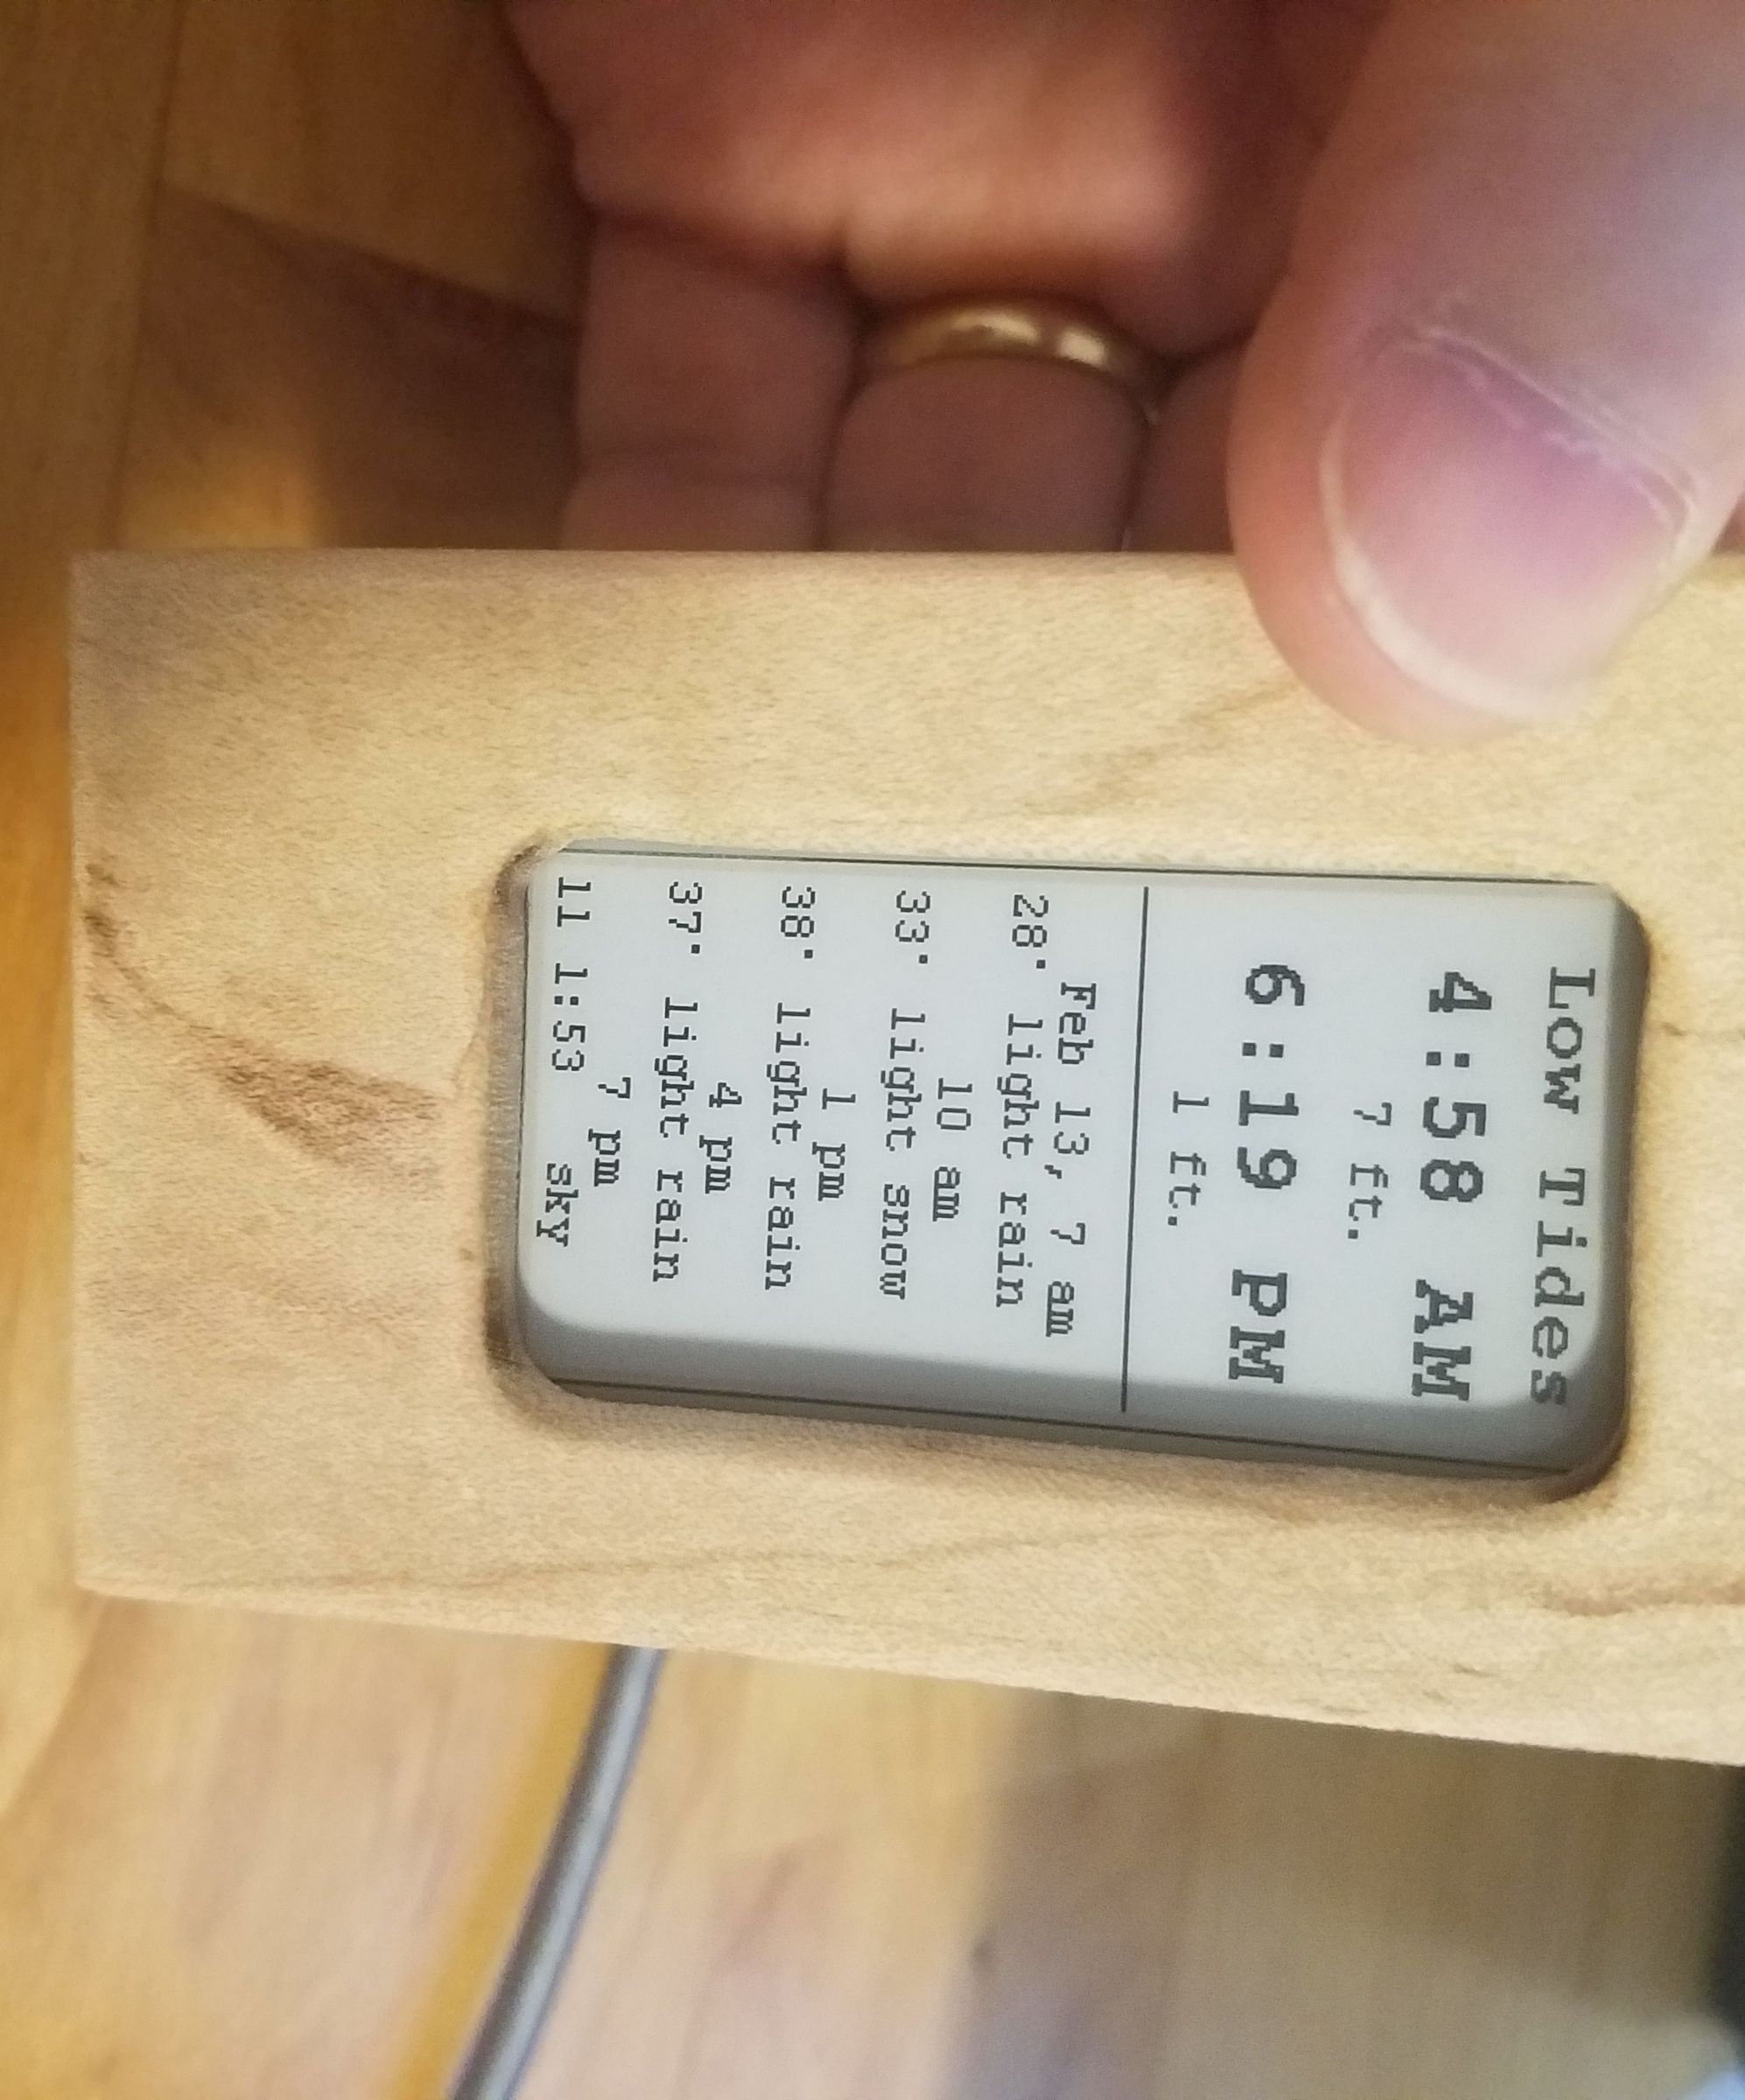 Low Tides
4:58 AM
7 ft.
6:19 PM
1 ft.
Feb 13, 7 am
28° light rain
10 am
33° light snow
1 pm
38° light rain
4 pm
37° light rain
7 pm
11 1:53 sky